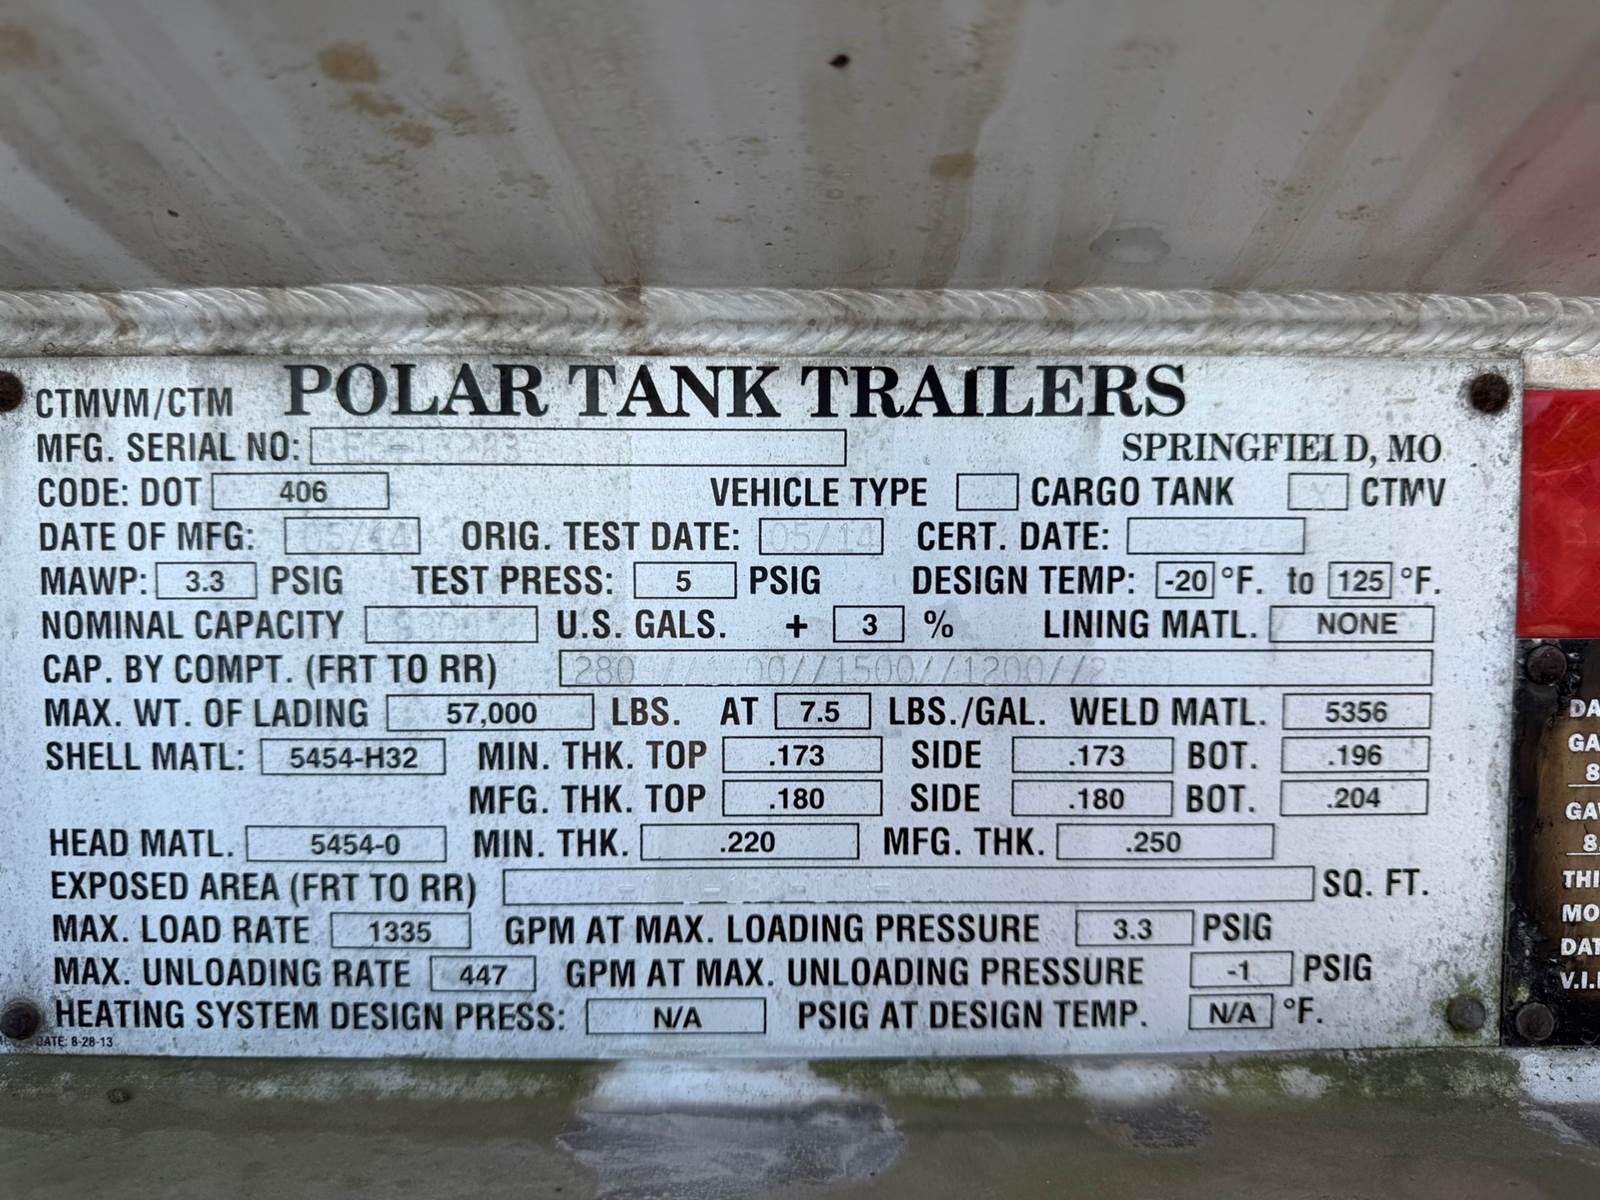 CTMVM/CTM POLAR TANK TRAILERS
MFG. SERIAL NO:
SPRINGFIELD, MO
CODE: DOT 406 VEHICLE TYPE CARGO TANK X CTMV
DATE OF MFG: 05/14 ORIG. TEST DATE: 05/14 CERT. DATE:
MAWP: 3.3 PSIG TEST PRESS: 5 PSIG DESIGN TEMP: -20 °F. to 125 °F.
NOMINAL CAPACITY U.S. GALS. + 3 % LINING MATL. NONE
CAP. BY COMPT. (FRT TO RR) //1500//1200//
MAX. WT. OF LADING 57,000 LBS. AT 7.5 LBS./GAL. WELD MATL. 5356
SHELL MATL: 5454-H32 MIN. THK. TOP .173 SIDE .173 BOT. .196
MFG. THK. TOP .180 SIDE .180 BOT. .204
HEAD MATL. 5454-0 MIN. THK. .220 MFG. THK. .250
EXPOSED AREA (FRT TO RR) SQ. FT.
MAX. LOAD RATE 1335 GPM AT MAX. LOADING PRESSURE 3.3 PSIG
MAX. UNLOADING RATE 447 GPM AT MAX. UNLOADING PRESSURE -1 PSIG
HEATING SYSTEM DESIGN PRESS: N/A PSIG AT DESIGN TEMP. N/A °F.
DATE: 8-28-13